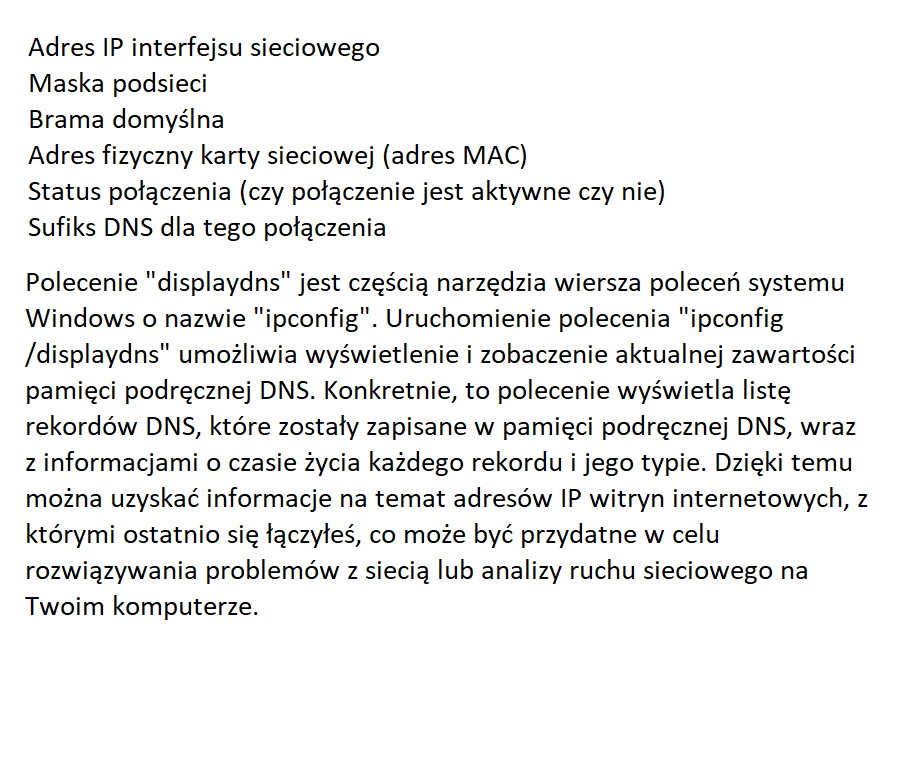 Adres IP interfejsu sieciowego
Maska podsieci
Brama domyślna
Adres fizyczny karty sieciowej (adres MAC)
Status połączenia (czy połączenie jest aktywne czy nie)
Sufiks DNS dla tego połączenia
Polecenie "displaydns" jest częścią narzędzia wiersza poleceń systemu
Windows o nazwie "ipconfig". Uruchomienie polecenia "ipconfig
/displaydns" umożliwia wyświetlenie i zobaczenie aktualnej zawartości
pamięci podręcznej DNS. Konkretnie, to polecenie wyświetla listę
rekordów DNS, które zostały zapisane w pamięci podręcznej DNS, wraz
z informacjami o czasie życia każdego rekordu i jego typie. Dzięki temu
można uzyskać informacje na temat adresów IP witryn internetowych, z
którymi ostatnio się łączyłeś, co może być przydatne w celu
rozwiązywania problemów z siecią lub analizy ruchu sieciowego na
Twoim komputerze.